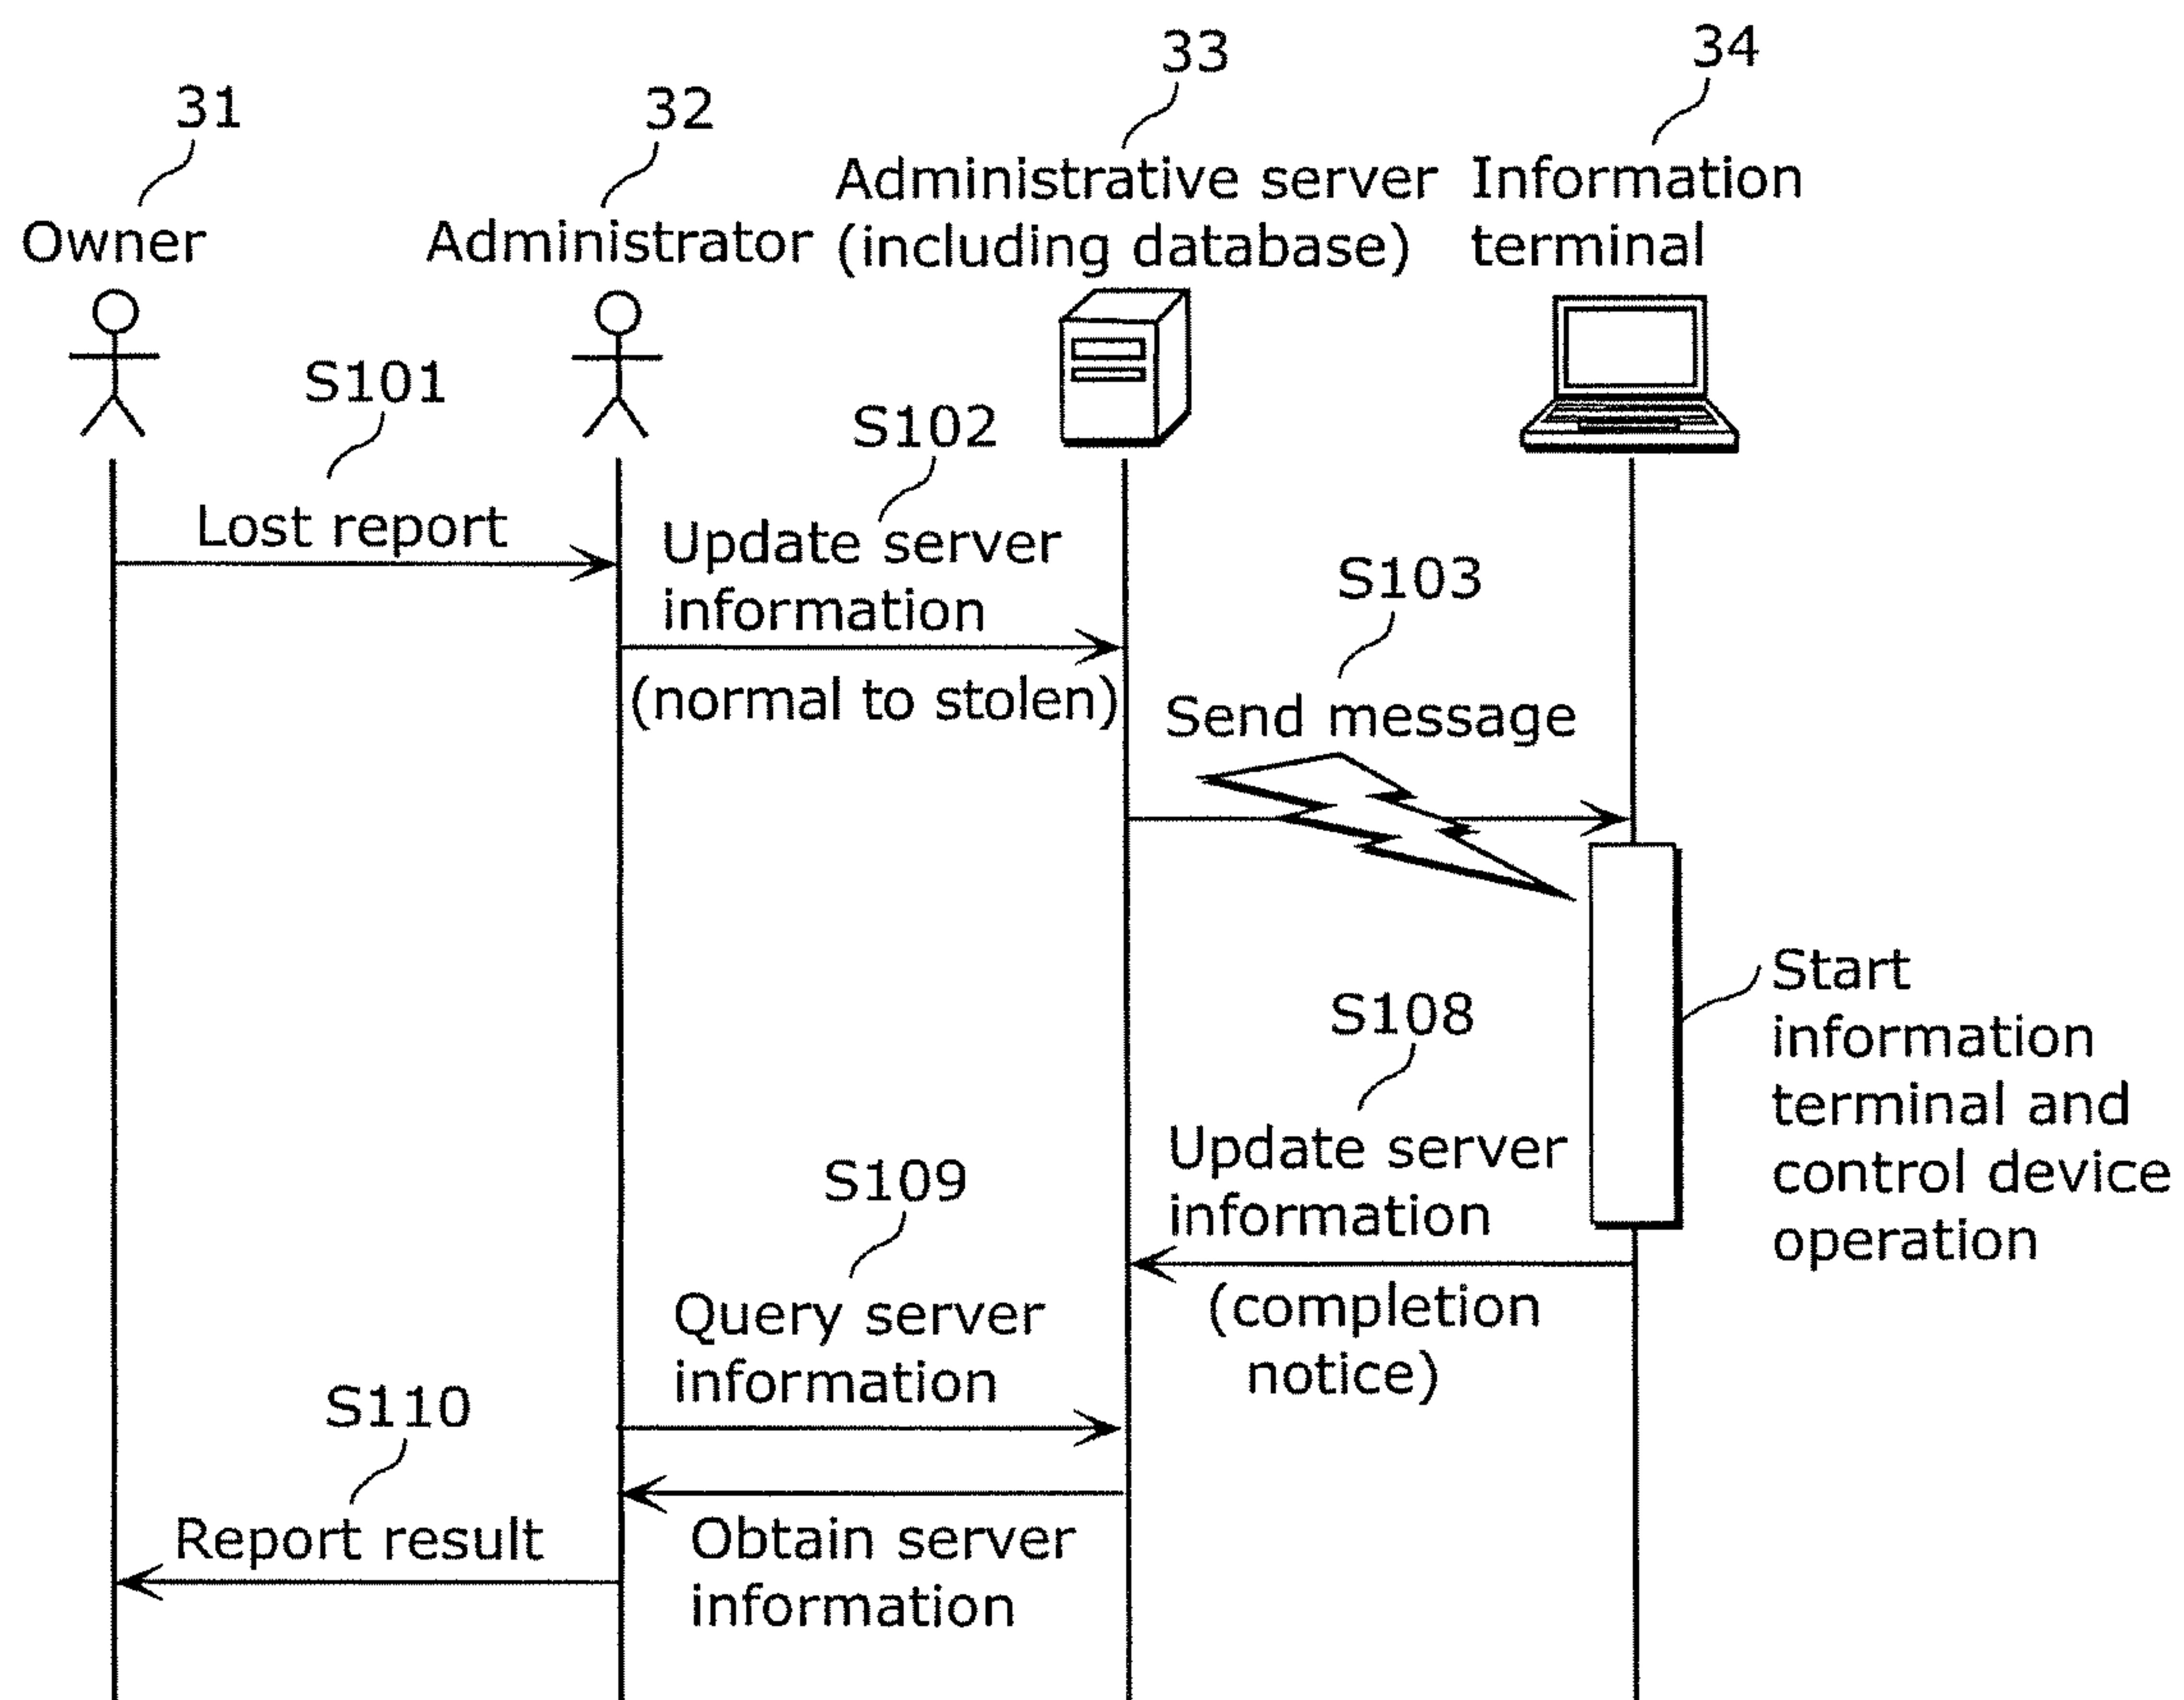 31
32
33
34
Owner
Administrator
Administrative server
(including database)
Information
terminal
S101
Lost report
S102
Update server
information
(normal to stolen)
S103
Send message
Start
information
terminal and
control device
operation
S108
Update server
information
(completion
notice)
S109
Query server
information
Obtain server
information
S110
Report result